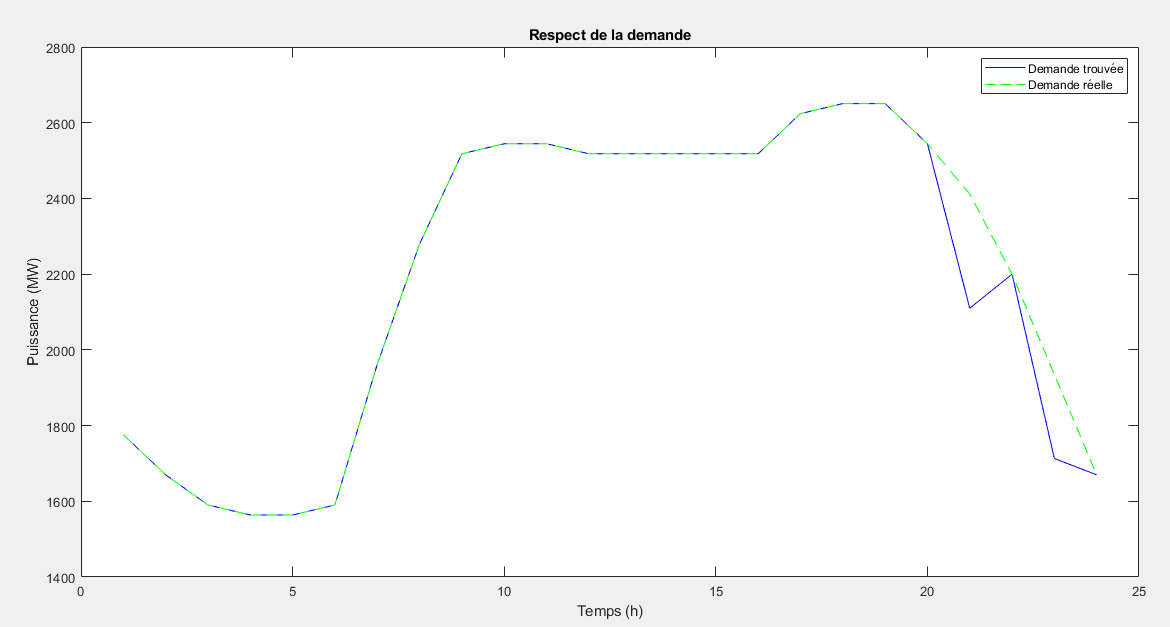 Respect de la demande
Demande trouvée
Demande réelle
Puissance (MW)
2800
2600
2400
2200
2000
1800
1600
1400
0
5
10
15
20
25
Temps (h)